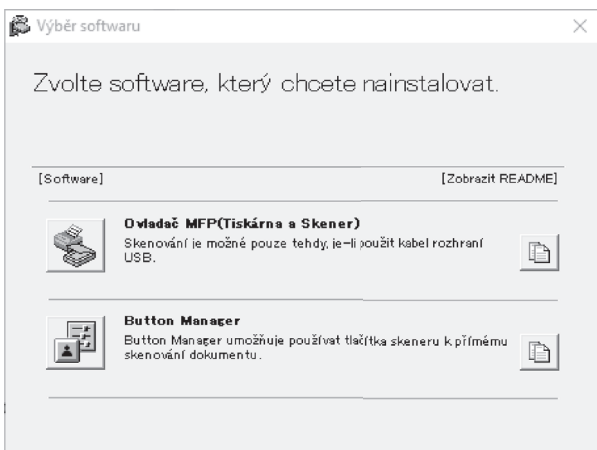 Výběr softwaru
Zvolte software, který chcete nainstalovat.
[Software] [Zobrazit README]
Ovladač MFP(Tiskárna a Skener)
Skenování je možné pouze tehdy, je-li použit kabel rozhraní
USB.
Button Manager
Button Manager umožňuje používat tlačítka skeneru k přímému
skenování dokumentu.